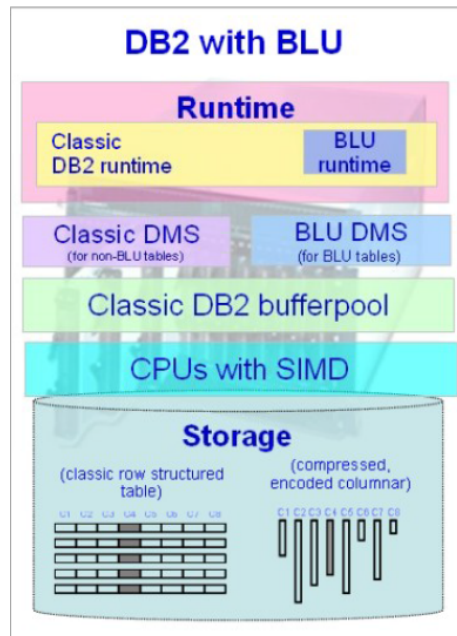 DB2 with BLU
Runtime
Classic
DB2 runtime
BLU
runtime
Classic DMS
(for non-BLU tables)
BLU DMS
(for BLU tables)
Classic DB2 bufferpool
CPUs with SIMD
Storage
(classic row structured
table)
(compressed,
encoded columnar)
C1 C2 C3 C4 C5 C6 C7 C8
C1 C2 C3 C4 C5 C6 C7 C8